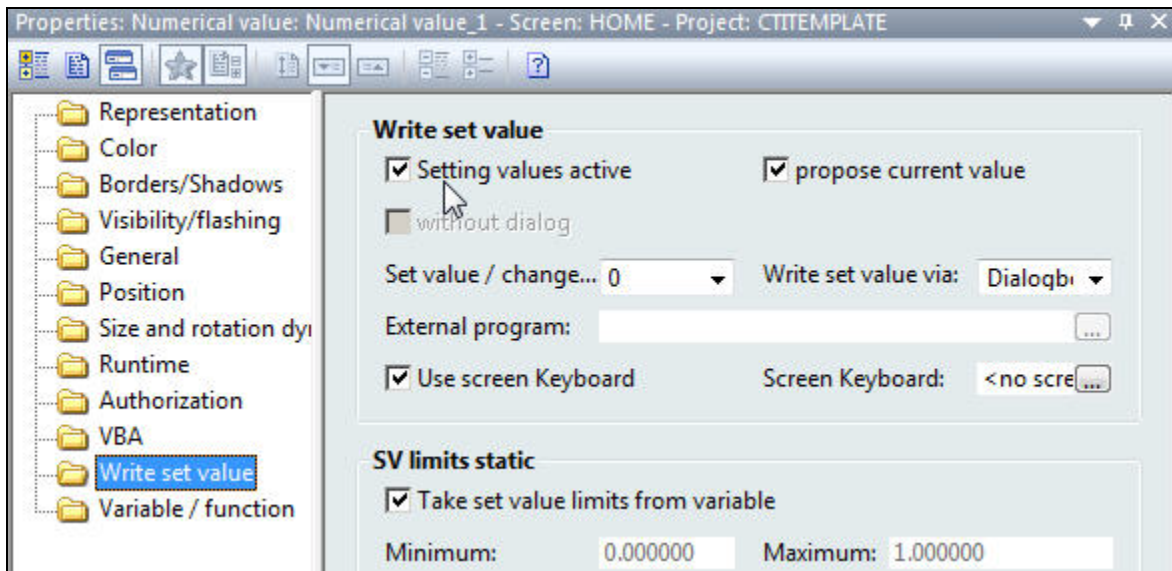 Properties: Numerical value: Numerical value_1 - Screen: HOME - Project: CTITEMPLATE
Representation
Color
Borders/Shadows
Visibility/flashing
General
Position
Size and rotation dyı
Runtime
Authorization
VBA
Write set value
Variable / function
Write set value
Setting values active
propose current value
without dialog
Set value / change... 0
Write set value via: Dialogb
External program: ...
Use screen Keyboard
Screen Keyboard: <no scre ...
SV limits static
Take set value limits from variable
Minimum: 0.000000
Maximum: 1.000000